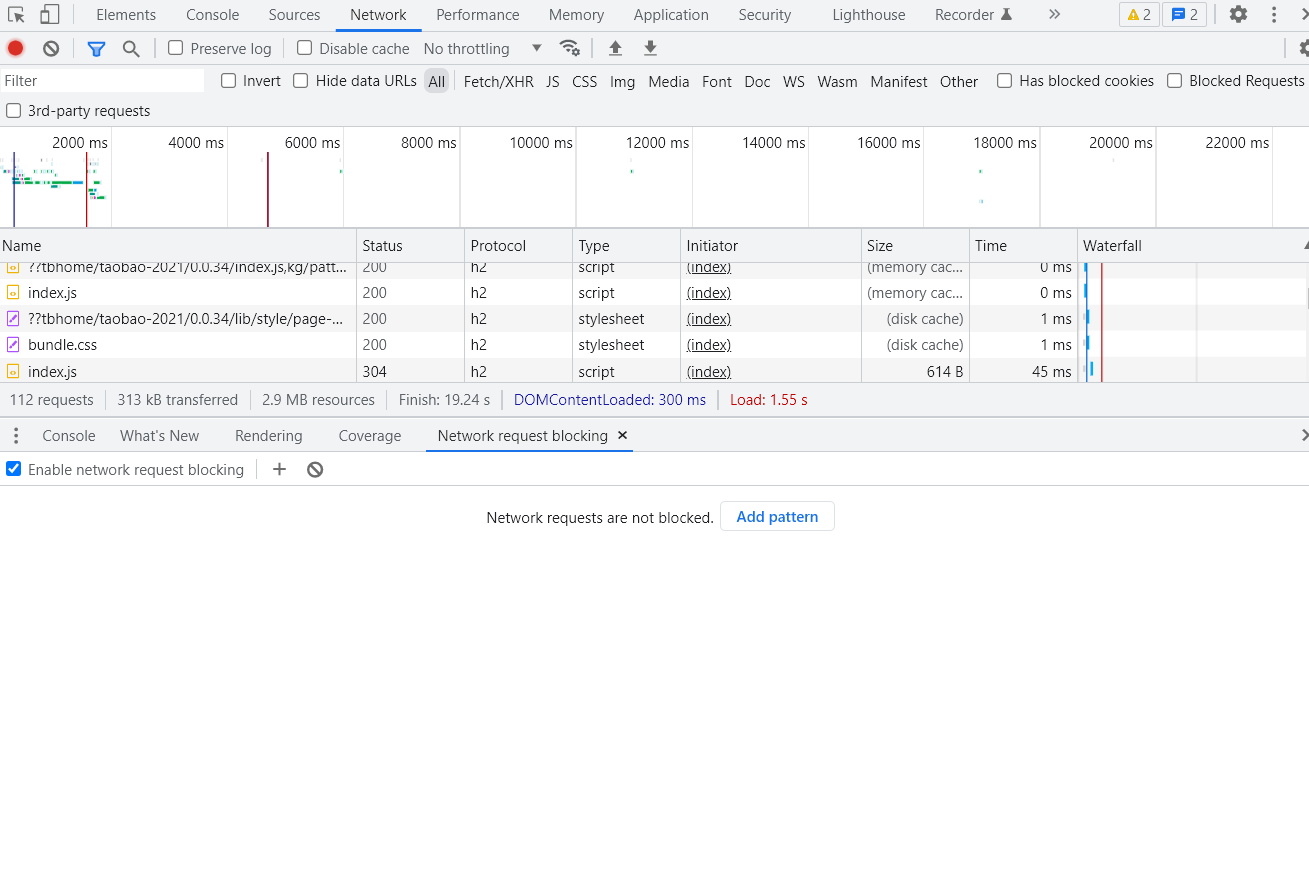 Elements Console Sources Network Performance Memory Application Security Lighthouse Recorder 2 2
Preserve log Disable cache No throttling
Filter Invert Hide data URLs All Fetch/XHR JS CSS Img Media Font Doc WS Wasm Manifest Other Has blocked cookies Blocked Requests
3rd-party requests
2000 ms 4000 ms 6000 ms 8000 ms 10000 ms 12000 ms 14000 ms 16000 ms 18000 ms 20000 ms 22000 ms
Name Status Protocol Type Initiator Size Time Waterfall
??tbhome/taobao-2021/0.0.34/index.js,kg/patt... 200 h2 script (index) (memory cac... 0 ms
index.js 200 h2 script (index) (memory cac... 0 ms
??tbhome/taobao-2021/0.0.34/lib/style/page-... 200 h2 stylesheet (index) (disk cache) 1 ms
bundle.css 200 h2 stylesheet (index) (disk cache) 1 ms
index.js 304 h2 script (index) 614 B 45 ms
112 requests 313 kB transferred 2.9 MB resources Finish: 19.24 s DOMContentLoaded: 300 ms Load: 1.55 s
Console What's New Rendering Coverage Network request blocking
Enable network request blocking
Network requests are not blocked. Add pattern